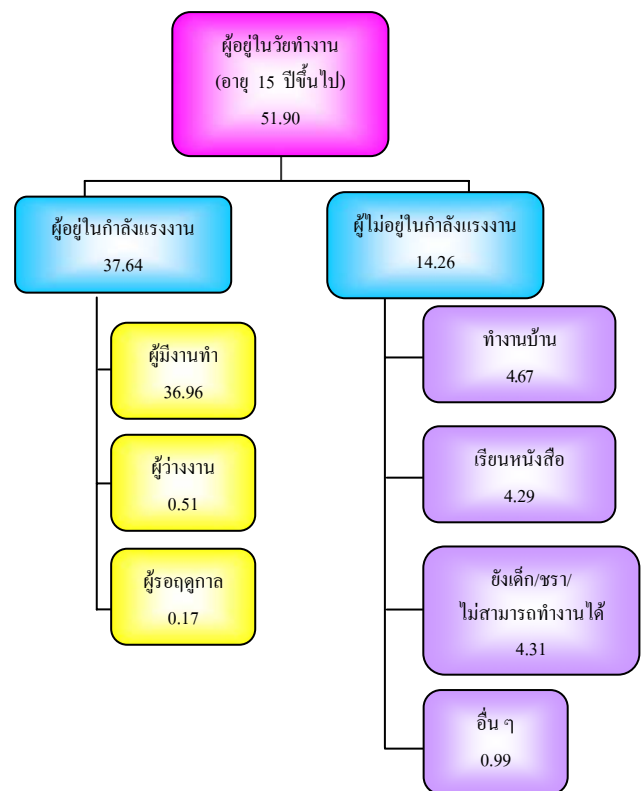 ผู้อยู่ในวัยทำงาน
(อายุ 15 ปีขึ้นไป)
51.90
ผู้อยู่ในกำลังแรงงาน
37.64
ผู้ไม่อยู่ในกำลังแรงงาน
14.26
ผู้มีงานทำ
36.96
ผู้ว่างงาน
0.51
ผู้รอฤดูกาล
0.17
ทำงานบ้าน
4.67
เรียนหนังสือ
4.29
ยังเด็ก/ชรา/
ไม่สามารถทำงานได้
4.31
อื่น ๆ
0.99